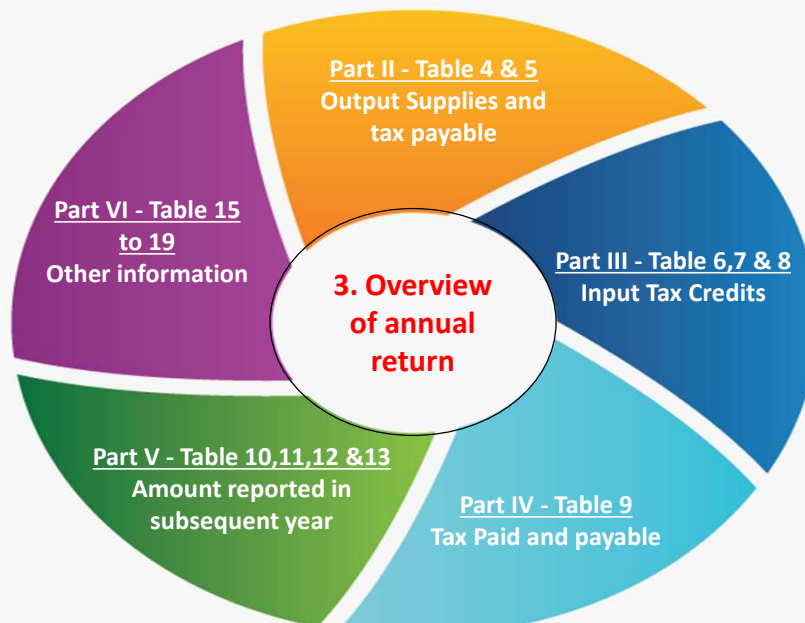 Part II - Table 4 & 5
Output Supplies and
tax payable
Part III - Table 6,7 & 8
Input Tax Credits
Part IV - Table 9
Tax Paid and payable
Part V - Table 10,11,12 &13
Amount reported in
subsequent year
Part VI - Table 15
to 19
Other information
3. Overview
of annual
return